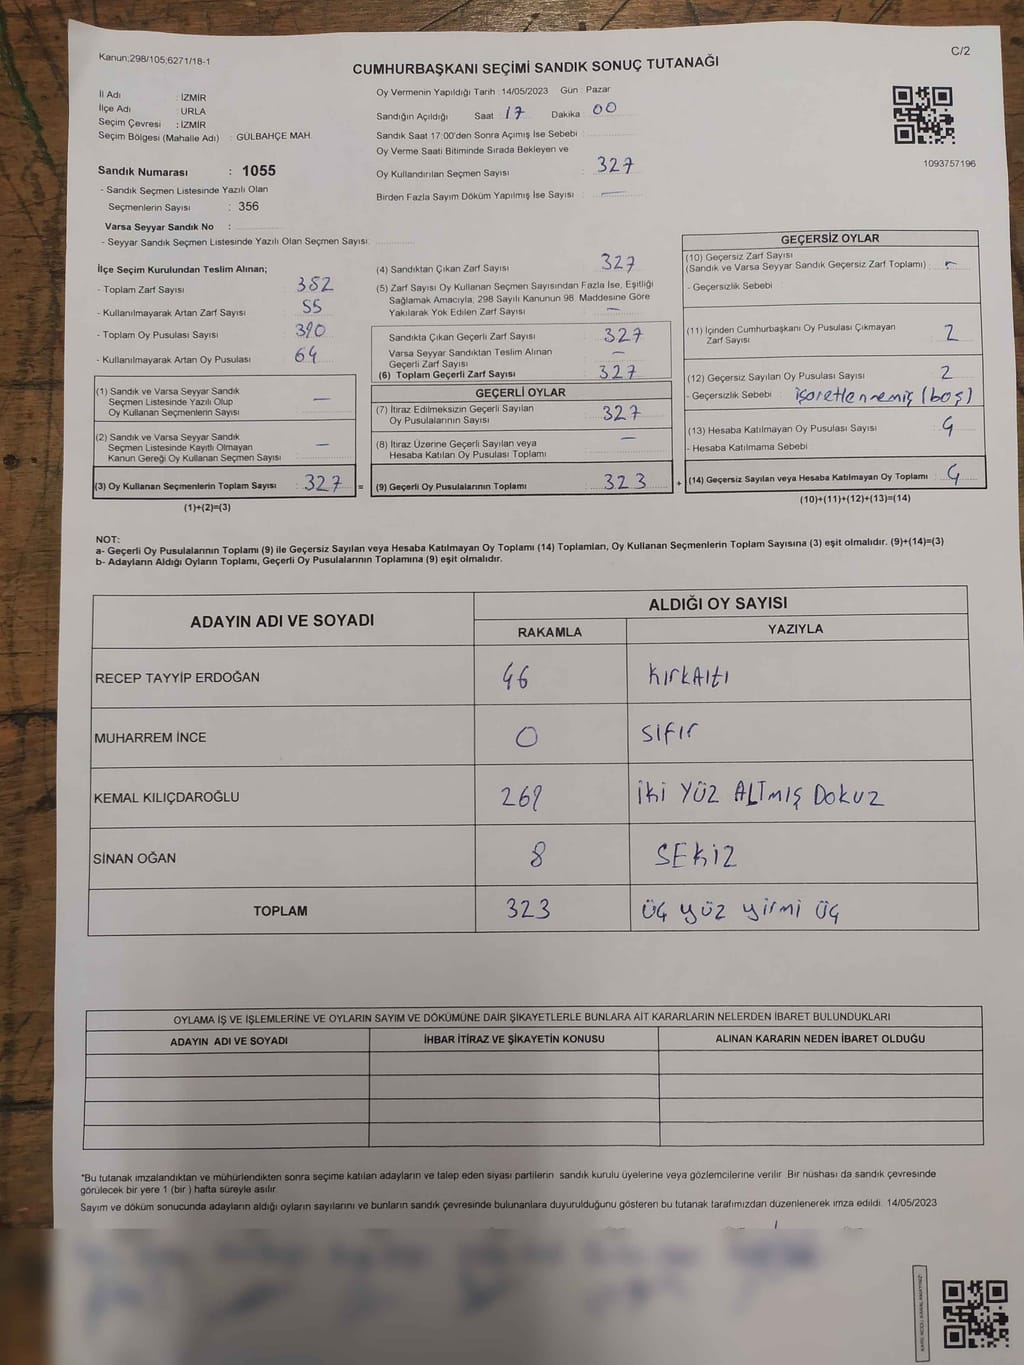 Kanun;298/105;6271/18-1
C/2
CUMHURBAŞKANI SEÇİMİ SANDIK SONUÇ TUTANAĞI
İl Adı : İZMİR
İlçe Adı : URLA
Seçim Çevresi : İZMİR
Seçim Bölgesi (Mahalle Adı) : GÜLBAHÇE MAH.
Sandık Numarası : 1055
- Sandık Seçmen Listesinde Yazılı Olan
Seçmenlerin Sayısı : 356
Varsa Seyyar Sandık No :
- Seyyar Sandık Seçmen Listesinde Yazılı Olan Seçmen Sayısı:
Oy Vermenin Yapıldığı Tarih : 14/05/2023 Gün : Pazar
Sandığın Açıldığı Saat : 17 Dakika : 00
Sandık Saat 17:00'den Sonra Açımış İse Sebebi :
Oy Verme Saati Bitiminde Sırada Bekleyen ve
Oy Kullandırılan Seçmen Sayısı : 327
Birden Fazla Sayım Döküm Yapılmış İse Sayısı : —
1093757196
İlçe Seçim Kurulundan Teslim Alınan;
- Toplam Zarf Sayısı : 382
- Kullanılmayarak Artan Zarf Sayısı : 55
- Toplam Oy Pusulası Sayısı : 390
- Kullanılmayarak Artan Oy Pusulası : 64
(1) Sandık ve Varsa Seyyar Sandık
Seçmen Listesinde Yazılı Olup
Oy Kullanan Seçmenlerin Sayısı : —
(2) Sandık ve Varsa Seyyar Sandık
Seçmen Listesinde Kayıtlı Olmayan
Kanun Gereği Oy Kullanan Seçmen Sayısı : —
(3) Oy Kullanan Seçmenlerin Toplam Sayısı : 327 =
(1)+(2)=(3)
(4) Sandıktan Çıkan Zarf Sayısı : 327
(5) Zarf Sayısı Oy Kullanan Seçmen Sayısından Fazla İse, Eşitliği
Sağlamak Amacıyla, 298 Sayılı Kanunun 98. Maddesine Göre
Yakılarak Yok Edilen Zarf Sayısı : —
Sandıkta Çıkan Geçerli Zarf Sayısı : 327
Varsa Seyyar Sandıktan Teslim Alınan
Geçerli Zarf Sayısı : —
(6) Toplam Geçerli Zarf Sayısı : 327
GEÇERLİ OYLAR
(7) İtiraz Edilmeksizin Geçerli Sayılan
Oy Pusulalarının Sayısı : 327
(8) İtiraz Üzerine Geçerli Sayılan veya
Hesaba Katılan Oy Pusulası Toplamı : —
(9) Geçerli Oy Pusulalarının Toplamı : 323 +
GEÇERSİZ OYLAR
(10) Geçersiz Zarf Sayısı
(Sandık ve Varsa Seyyar Sandık Geçersiz Zarf Toplamı) : —
- Geçersizlik Sebebi :
(11) İçinden Cumhurbaşkanı Oy Pusulası Çıkmayan
Zarf Sayısı : 2
(12) Geçersiz Sayılan Oy Pusulası Sayısı : 2
- Geçersizlik Sebebi : işaretlenmemiş (boş)
(13) Hesaba Katılmayan Oy Pusulası Sayısı : 4
- Hesaba Katılmama Sebebi
(14) Geçersiz Sayılan veya Hesaba Katılmayan Oy Toplamı : 4
(10)+(11)+(12)+(13)=(14)
NOT:
a- Geçerli Oy Pusulalarının Toplamı (9) ile Geçersiz Sayılan veya Hesaba Katılmayan Oy Toplamı (14) Toplamları, Oy Kullanan Seçmenlerin Toplam Sayısına (3) eşit olmalıdır. (9)+(14)=(3)
b- Adayların Aldığı Oyların Toplamı, Geçerli Oy Pusulalarının Toplamına (9) eşit olmalıdır.
ADAYIN ADI VE SOYADI
ALDIĞI OY SAYISI
RAKAMLA YAZIYLA
RECEP TAYYİP ERDOĞAN 46 KırkAltı
MUHARREM İNCE 0 Sıfır
KEMAL KILIÇDAROĞLU 269 İki YÜZ ALTMIŞ DOKUZ
SİNAN OĞAN 8 SEKİZ
TOPLAM 323 Üç yüz yirmi üç
OYLAMA İŞ VE İŞLEMLERİNE VE OYLARIN SAYIM VE DÖKÜMÜNE DAİR ŞİKAYETLERLE BUNLARA AİT KARARLARIN NELERDEN İBARET BULUNDUKLARI
ADAYIN ADI VE SOYADI İHBAR İTİRAZ VE ŞİKAYETİN KONUSU ALINAN KARARIN NEDEN İBARET OLDUĞU
*Bu tutanak imzalandıktan ve mühürlendikten sonra seçime katılan adayların ve talep eden siyasi partilerin sandık kurulu üyelerine veya gözlemcilerine verilir. Bir nüshası da sandık çevresinde
görülecek bir yere 1 (bir ) hafta süreyle asılır.
Sayım ve döküm sonucunda adayların aldığı oyların sayılarını ve bunların sandık çevresinde bulunanlara duyurulduğunu gösteren bu tutanak tarafımızdan düzenlenerek imza edildi. 14/05/2023